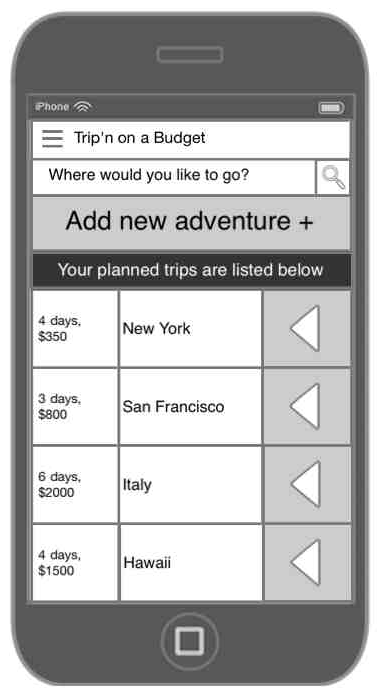 iPhone
Trip'n on a Budget
Where would you like to go?
Add new adventure +
Your planned trips are listed below
4 days,
$350
New York
3 days,
$800
San Francisco
6 days,
$2000
Italy
4 days,
$1500
Hawaii